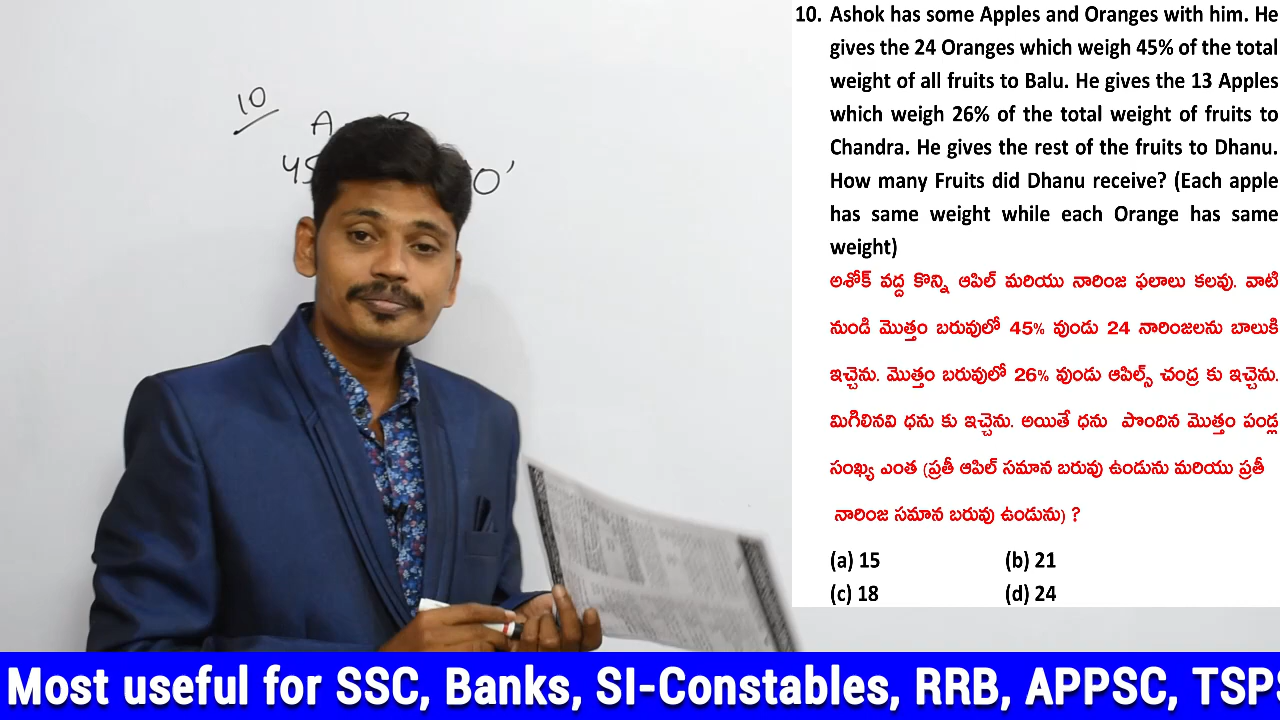 10
A
45
0'
10. Ashok has some Apples and Oranges with him. He
gives the 24 Oranges which weigh 45% of the total
weight of all fruits to Balu. He gives the 13 Apples
which weigh 26% of the total weight of fruits to
Chandra. He gives the rest of the fruits to Dhanu.
How many Fruits did Dhanu receive? (Each apple
has same weight while each Orange has same
weight)
అశోక్ వద్ద కొన్ని ఆపిల్ మరియు నారింజ ఫలాలు కలవు. వాటి
నుండి మొత్తం బరువులో 45% వుండు 24 నారింజలను బాలుకి
ఇచ్చెను. మొత్తం బరువులో 26% వుండు ఆపిల్స్ చంద్ర కు ఇచ్చెను.
మిగిలినవి ధను కు ఇచ్చెను. అయితే ధను పొందిన మొత్తం పండ్ల
సంఖ్య ఎంత (ప్రతీ ఆపిల్ సమాన బరువు ఉండును మరియు ప్రతీ
నారింజ సమాన బరువు ఉండును) ?
(a) 15 (b) 21
(c) 18 (d) 24
Most useful for SSC, Banks, SI-Constables, RRB, APPSC,